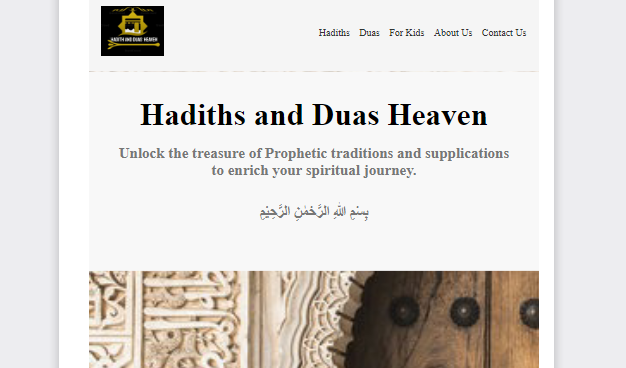 HADITH AND DUAS HEAVEN
Hadiths Duas For Kids About Us Contact Us
Hadiths and Duas Heaven
Unlock the treasure of Prophetic traditions and supplications
to enrich your spiritual journey.
بِسْمِ اللهِ الرَّحْمٰنِ الرَّحِيْمِ